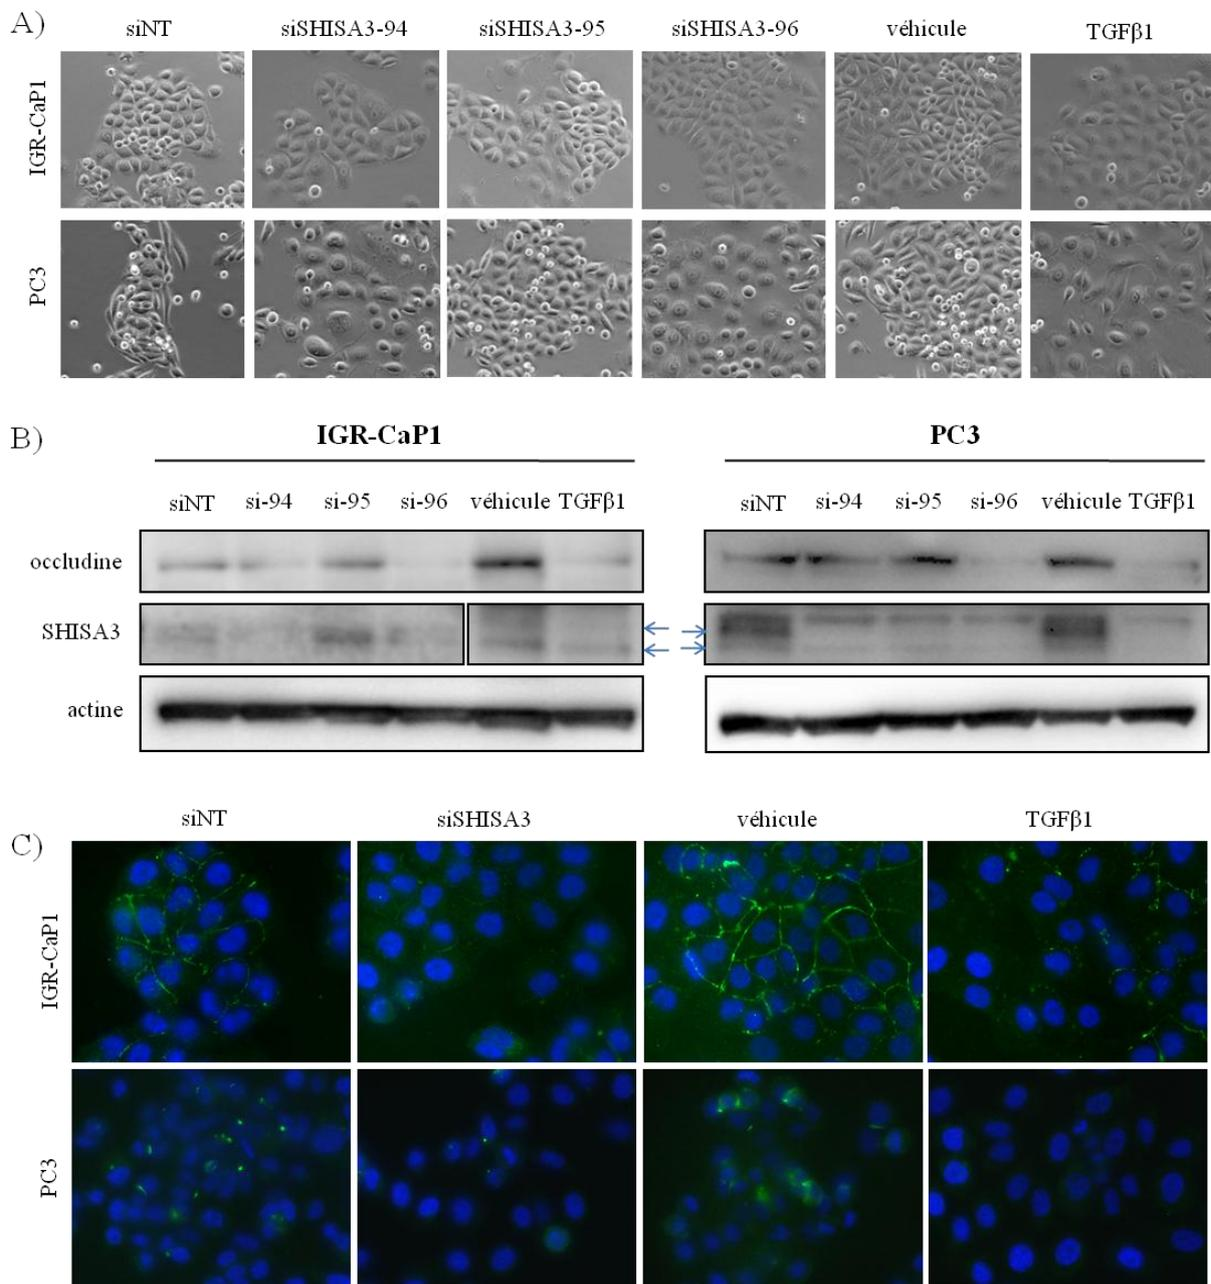 A)
siNT siSHISA3-94 siSHISA3-95 siSHISA3-96 véhicule TGFβ1
IGR-CaP1
PC3
B)
IGR-CaP1 PC3
siNT si-94 si-95 si-96 véhicule TGFβ1 siNT si-94 si-95 si-96 véhicule TGFβ1
occludine
SHISA3
actine
C)
siNT siSHISA3 véhicule TGFβ1
IGR-CaP1
PC3